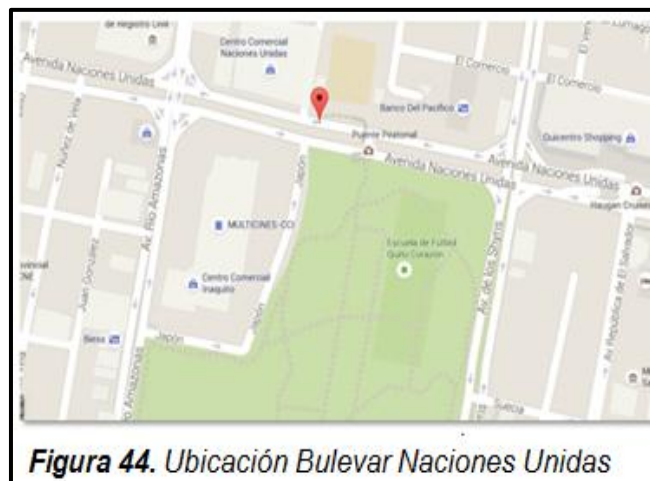 de Registro Civil
Centro Comercial
Naciones Unidas
Avenida Naciones Unidas
El Comercio
El Comercio
Banco Del Pacífico
Puente Peatonal
Avenida Naciones Unidas
Avenida Naciones Unidas
Quicentro Shopping
Núñez de Vela
Av. Río Amazonas
Japón
MULTICINES-CCI
Centro Comercial
Iñaquito
Escuela de Futbol
Quito Corazón
Av. de los Shyris
Av República de El Salvador
Juan González
Japón
Japón
Suecia
Figura 44. Ubicación Bulevar Naciones Unidas